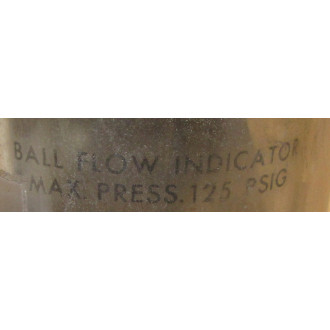 BALL FLOW INDICATOR
MAX. PRESS. 125 PSIG